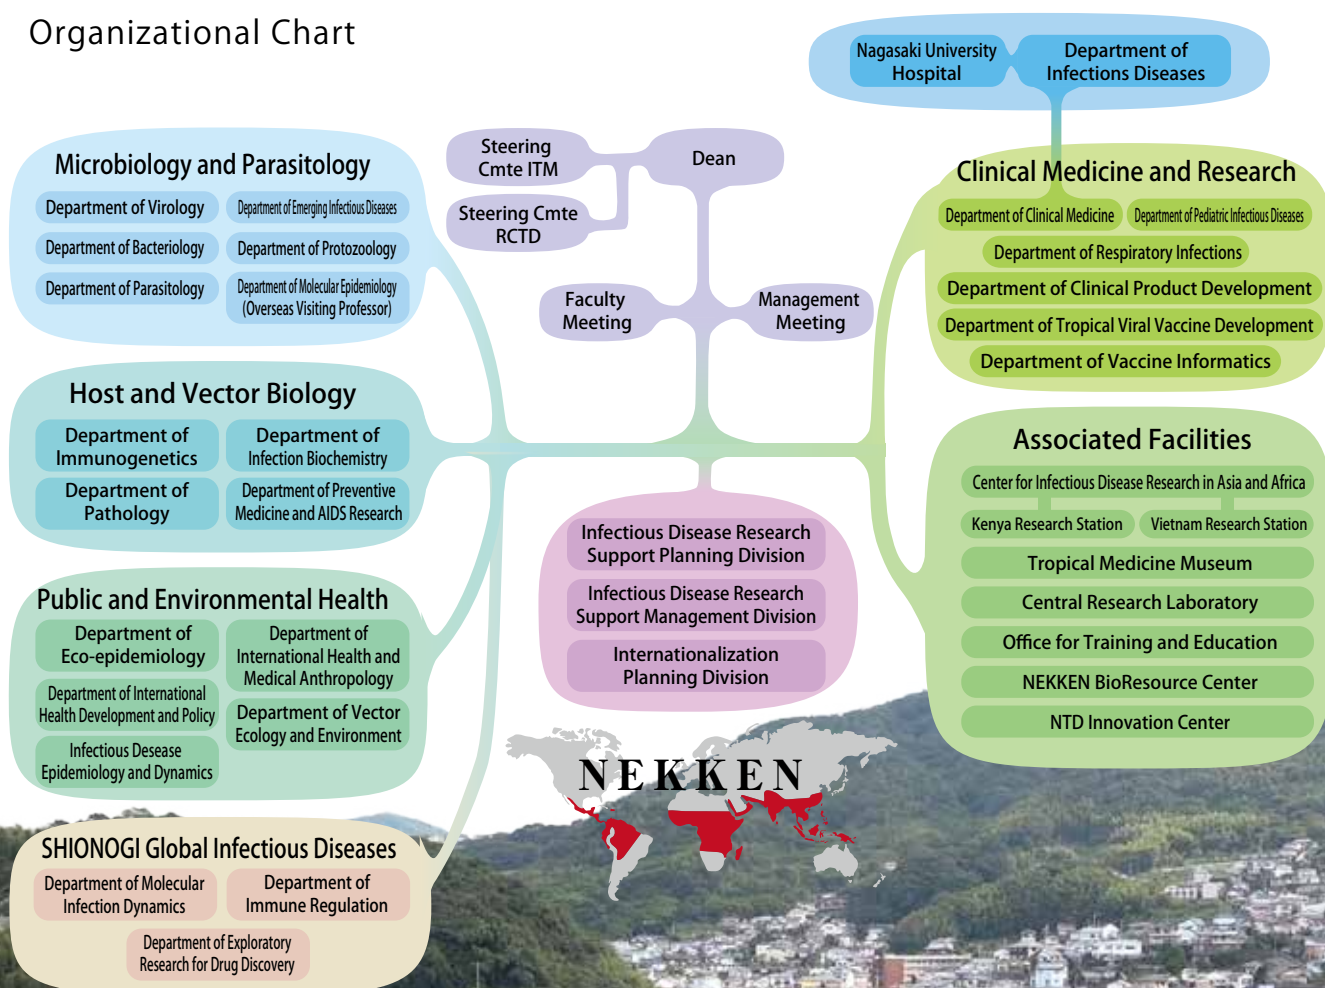 Organizational Chart
Nagasaki University
Hospital
Department of
Infections Diseases
Steering
Cmte ITM
Dean
Steering Cmte
RCTD
Faculty
Meeting
Management
Meeting
Microbiology and Parasitology
Department of Virology
Department of Emerging Infectious Diseases
Department of Bacteriology
Department of Protozoology
Department of Parasitology
Department of Molecular Epidemiology
(Overseas Visiting Professor)
Host and Vector Biology
Department of
Immunogenetics
Department of
Infection Biochemistry
Department of
Pathology
Department of Preventive
Medicine and AIDS Research
Public and Environmental Health
Department of
Eco-epidemiology
Department of
International Health and
Medical Anthropology
Department of International
Health Development and Policy
Department of Vector
Ecology and Environment
Infectious Desease
Epidemiology and Dynamics
SHIONOGI Global Infectious Diseases
Department of Molecular
Infection Dynamics
Department of
Immune Regulation
Department of Exploratory
Research for Drug Discovery
Infectious Disease Research
Support Planning Division
Infectious Disease Research
Support Management Division
Internationalization
Planning Division
NEKKEN
Clinical Medicine and Research
Department of Clinical Medicine
Department of Pediatric Infectious Diseases
Department of Respiratory Infections
Department of Clinical Product Development
Department of Tropical Viral Vaccine Development
Department of Vaccine Informatics
Associated Facilities
Center for Infectious Disease Research in Asia and Africa
Kenya Research Station
Vietnam Research Station
Tropical Medicine Museum
Central Research Laboratory
Office for Training and Education
NEKKEN BioResource Center
NTD Innovation Center